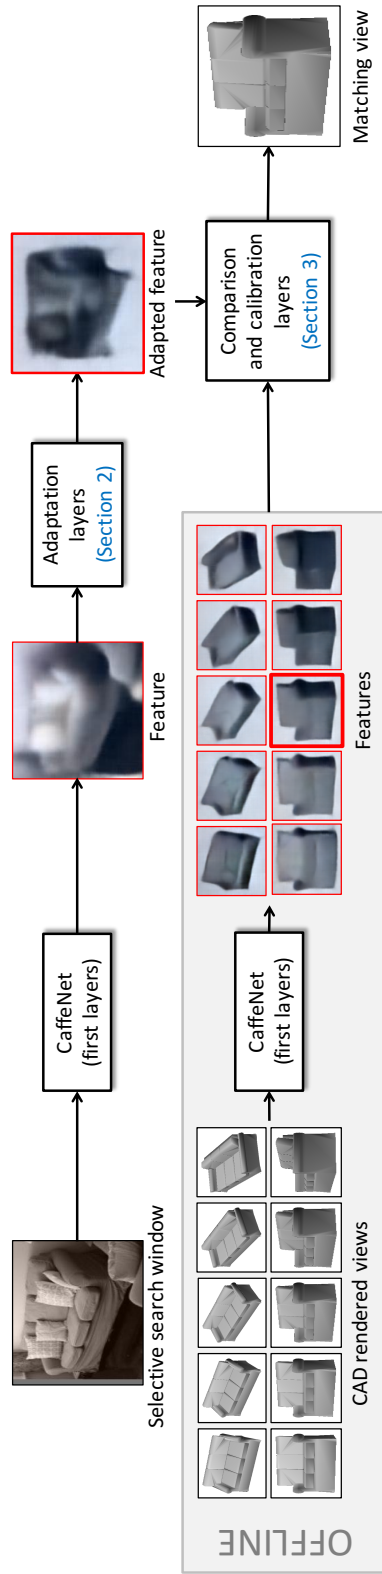 Selective search window
CaffeNet
(first layers)
Feature
Adaptation
layers
(Section 2)
Adapted feature
OFFLINE
CAD rendered views
CaffeNet
(first layers)
Features
Comparison
and calibration
layers
(Section 3)
Matching view